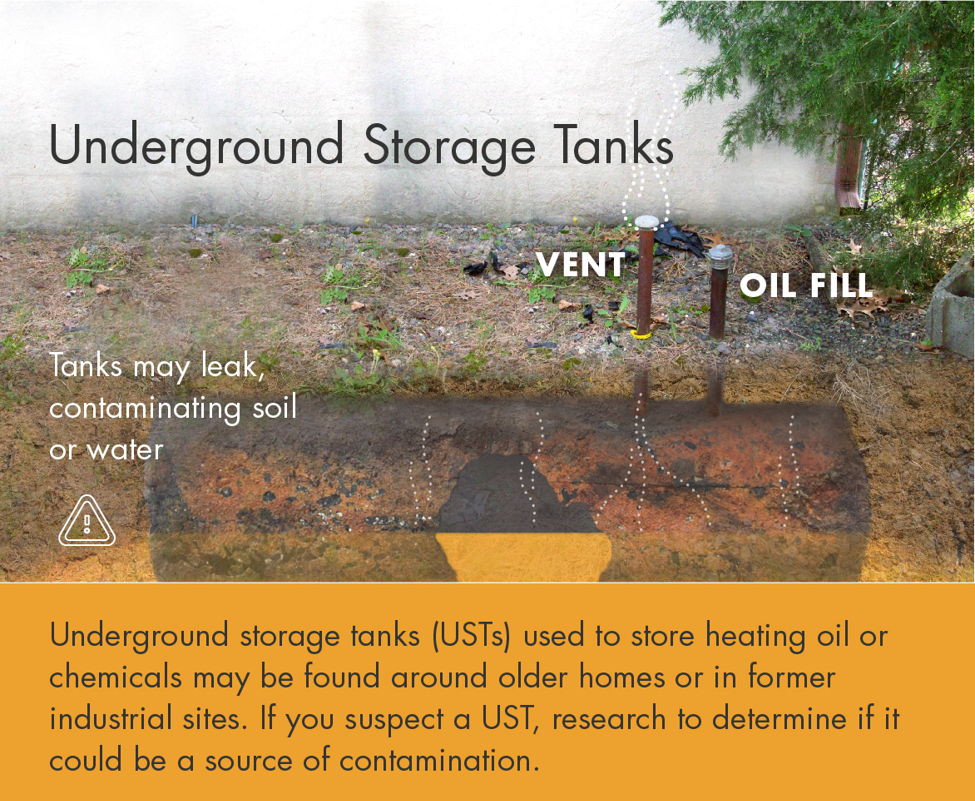 Underground Storage Tanks
VENT
OIL FILL
Tanks may leak,
contaminating soil
or water
!
Underground storage tanks (USTs) used to store heating oil or
chemicals may be found around older homes or in former
industrial sites. If you suspect a UST, research to determine if it
could be a source of contamination.